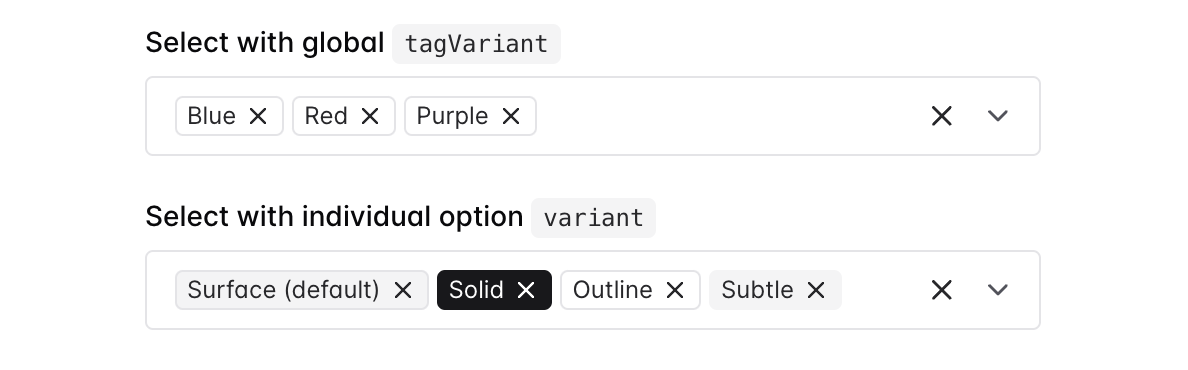 Select with global tagVariant
Blue Red Purple
Select with individual option variant
Surface (default) Solid Outline Subtle